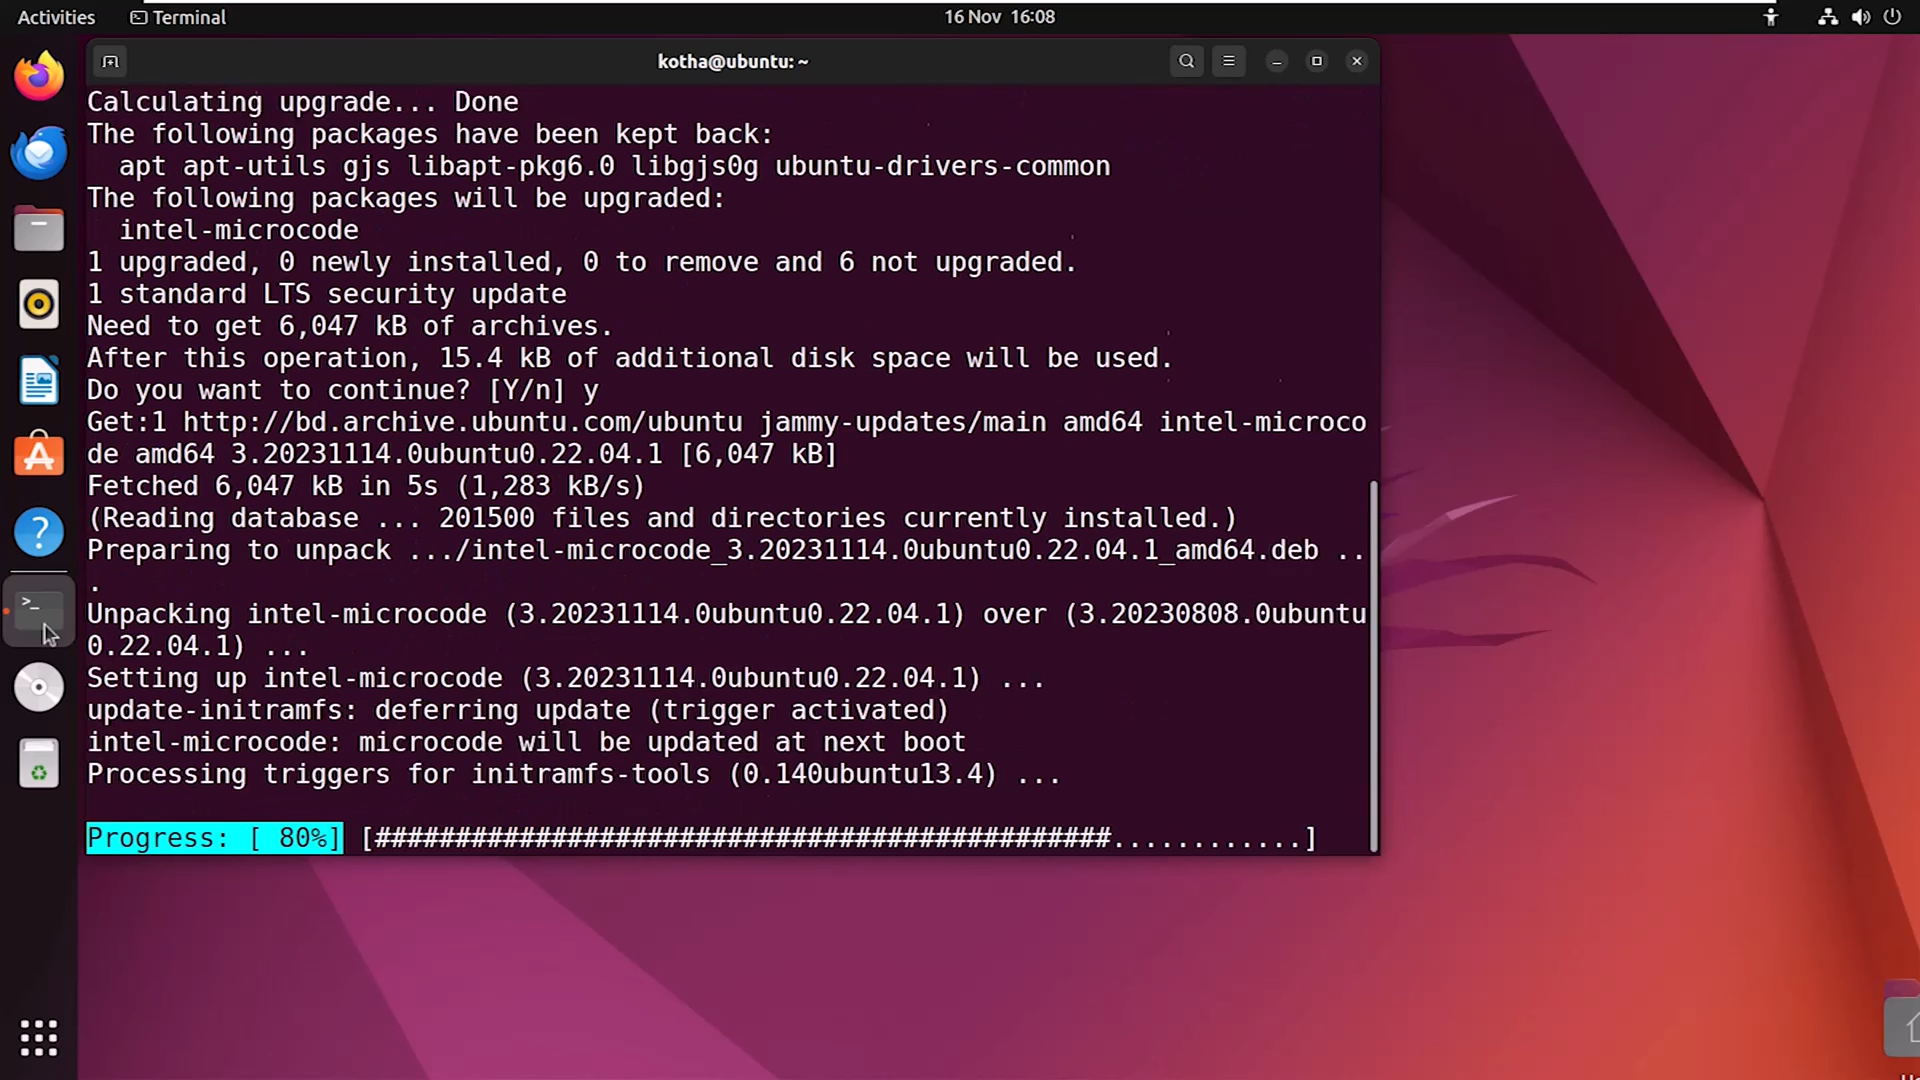 Activities Terminal 16 Nov 16:08
kotha@ubuntu: ~
Calculating upgrade... Done
The following packages have been kept back:
apt apt-utils gjs libapt-pkg6.0 libgjs0g ubuntu-drivers-common
The following packages will be upgraded:
intel-microcode
1 upgraded, 0 newly installed, 0 to remove and 6 not upgraded.
1 standard LTS security update
Need to get 6,047 kB of archives.
After this operation, 15.4 kB of additional disk space will be used.
Do you want to continue? [Y/n] y
Get:1 http://bd.archive.ubuntu.com/ubuntu jammy-updates/main amd64 intel-microco
de amd64 3.20231114.0ubuntu0.22.04.1 [6,047 kB]
Fetched 6,047 kB in 5s (1,283 kB/s)
(Reading database ... 201500 files and directories currently installed.)
Preparing to unpack .../intel-microcode_3.20231114.0ubuntu0.22.04.1_amd64.deb ..
.
Unpacking intel-microcode (3.20231114.0ubuntu0.22.04.1) over (3.20230808.0ubuntu
0.22.04.1) ...
Setting up intel-microcode (3.20231114.0ubuntu0.22.04.1) ...
update-initramfs: deferring update (trigger activated)
intel-microcode: microcode will be updated at next boot
Processing triggers for initramfs-tools (0.140ubuntu13.4) ...
Progress: [ 80%] [##############################################............]